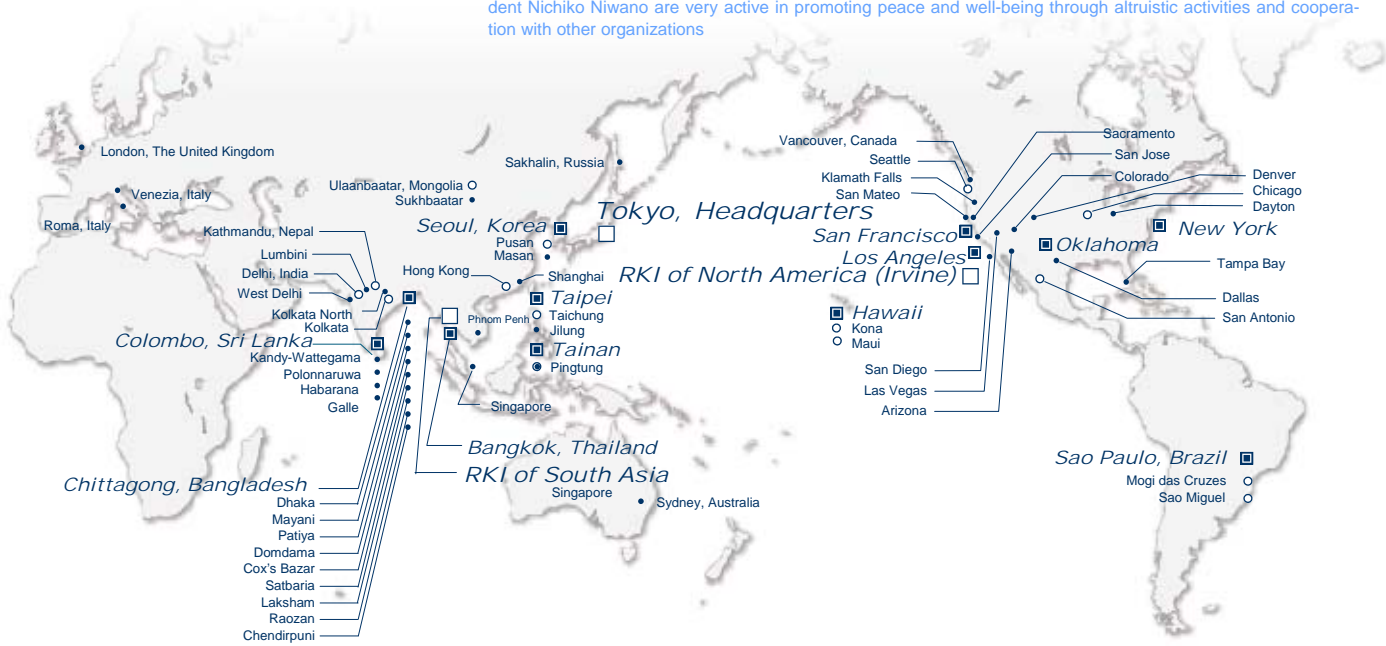 dent Nichiko Niwano are very active in promoting peace and well-being through altruistic activities and coopera-
tion with other organizations
London, The United Kingdom
Venezia, Italy
Roma, Italy
Sakhalin, Russia
Ulaanbaatar, Mongolia
Sukhbaatar
Seoul, Korea
Pusan
Masan
Tokyo, Headquarters
Kathmandu, Nepal
Lumbini
Delhi, India
West Delhi
Kolkata North
Kolkata
Hong Kong
Shanghai
Colombo, Sri Lanka
Kandy-Wattegama
Polonnaruwa
Habarana
Galle
Phnom Penh
Taipei
Taichung
Jilung
Tainan
Pingtung
Singapore
Bangkok, Thailand
RKI of South Asia
Singapore
Sydney, Australia
Chittagong, Bangladesh
Dhaka
Mayani
Patiya
Domdama
Cox's Bazar
Satbaria
Laksham
Raozan
Chendirpuni
Vancouver, Canada
Seattle
Klamath Falls
San Mateo
San Francisco
Los Angeles
RKI of North America (Irvine)
Hawaii
Kona
Maui
San Diego
Las Vegas
Arizona
Sacramento
San Jose
Colorado
Denver
Chicago
Dayton
New York
Oklahoma
Tampa Bay
Dallas
San Antonio
Sao Paulo, Brazil
Mogi das Cruzes
Sao Miguel